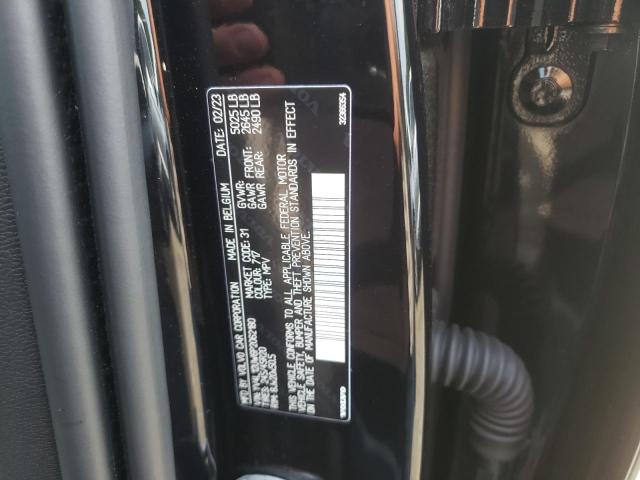 MFD. BY VOLVO CAR CORPORATION MADE IN BELGIUM DATE: 02/23
MARKET CODE: 31 GVWR: 5025 LB
COLOUR: 717 GAWR FRONT: 2645 LB
TYPE: MPV GAWR REAR: 2490 LB
THIS VEHICLE CONFORMS TO ALL APPLICABLE FEDERAL MOTOR
VEHICLE SAFETY, BUMPER AND THEFT PREVENTION STANDARDS IN EFFECT
ON THE DATE OF MANUFACTURE SHOWN ABOVE.
VOLVO 32366354